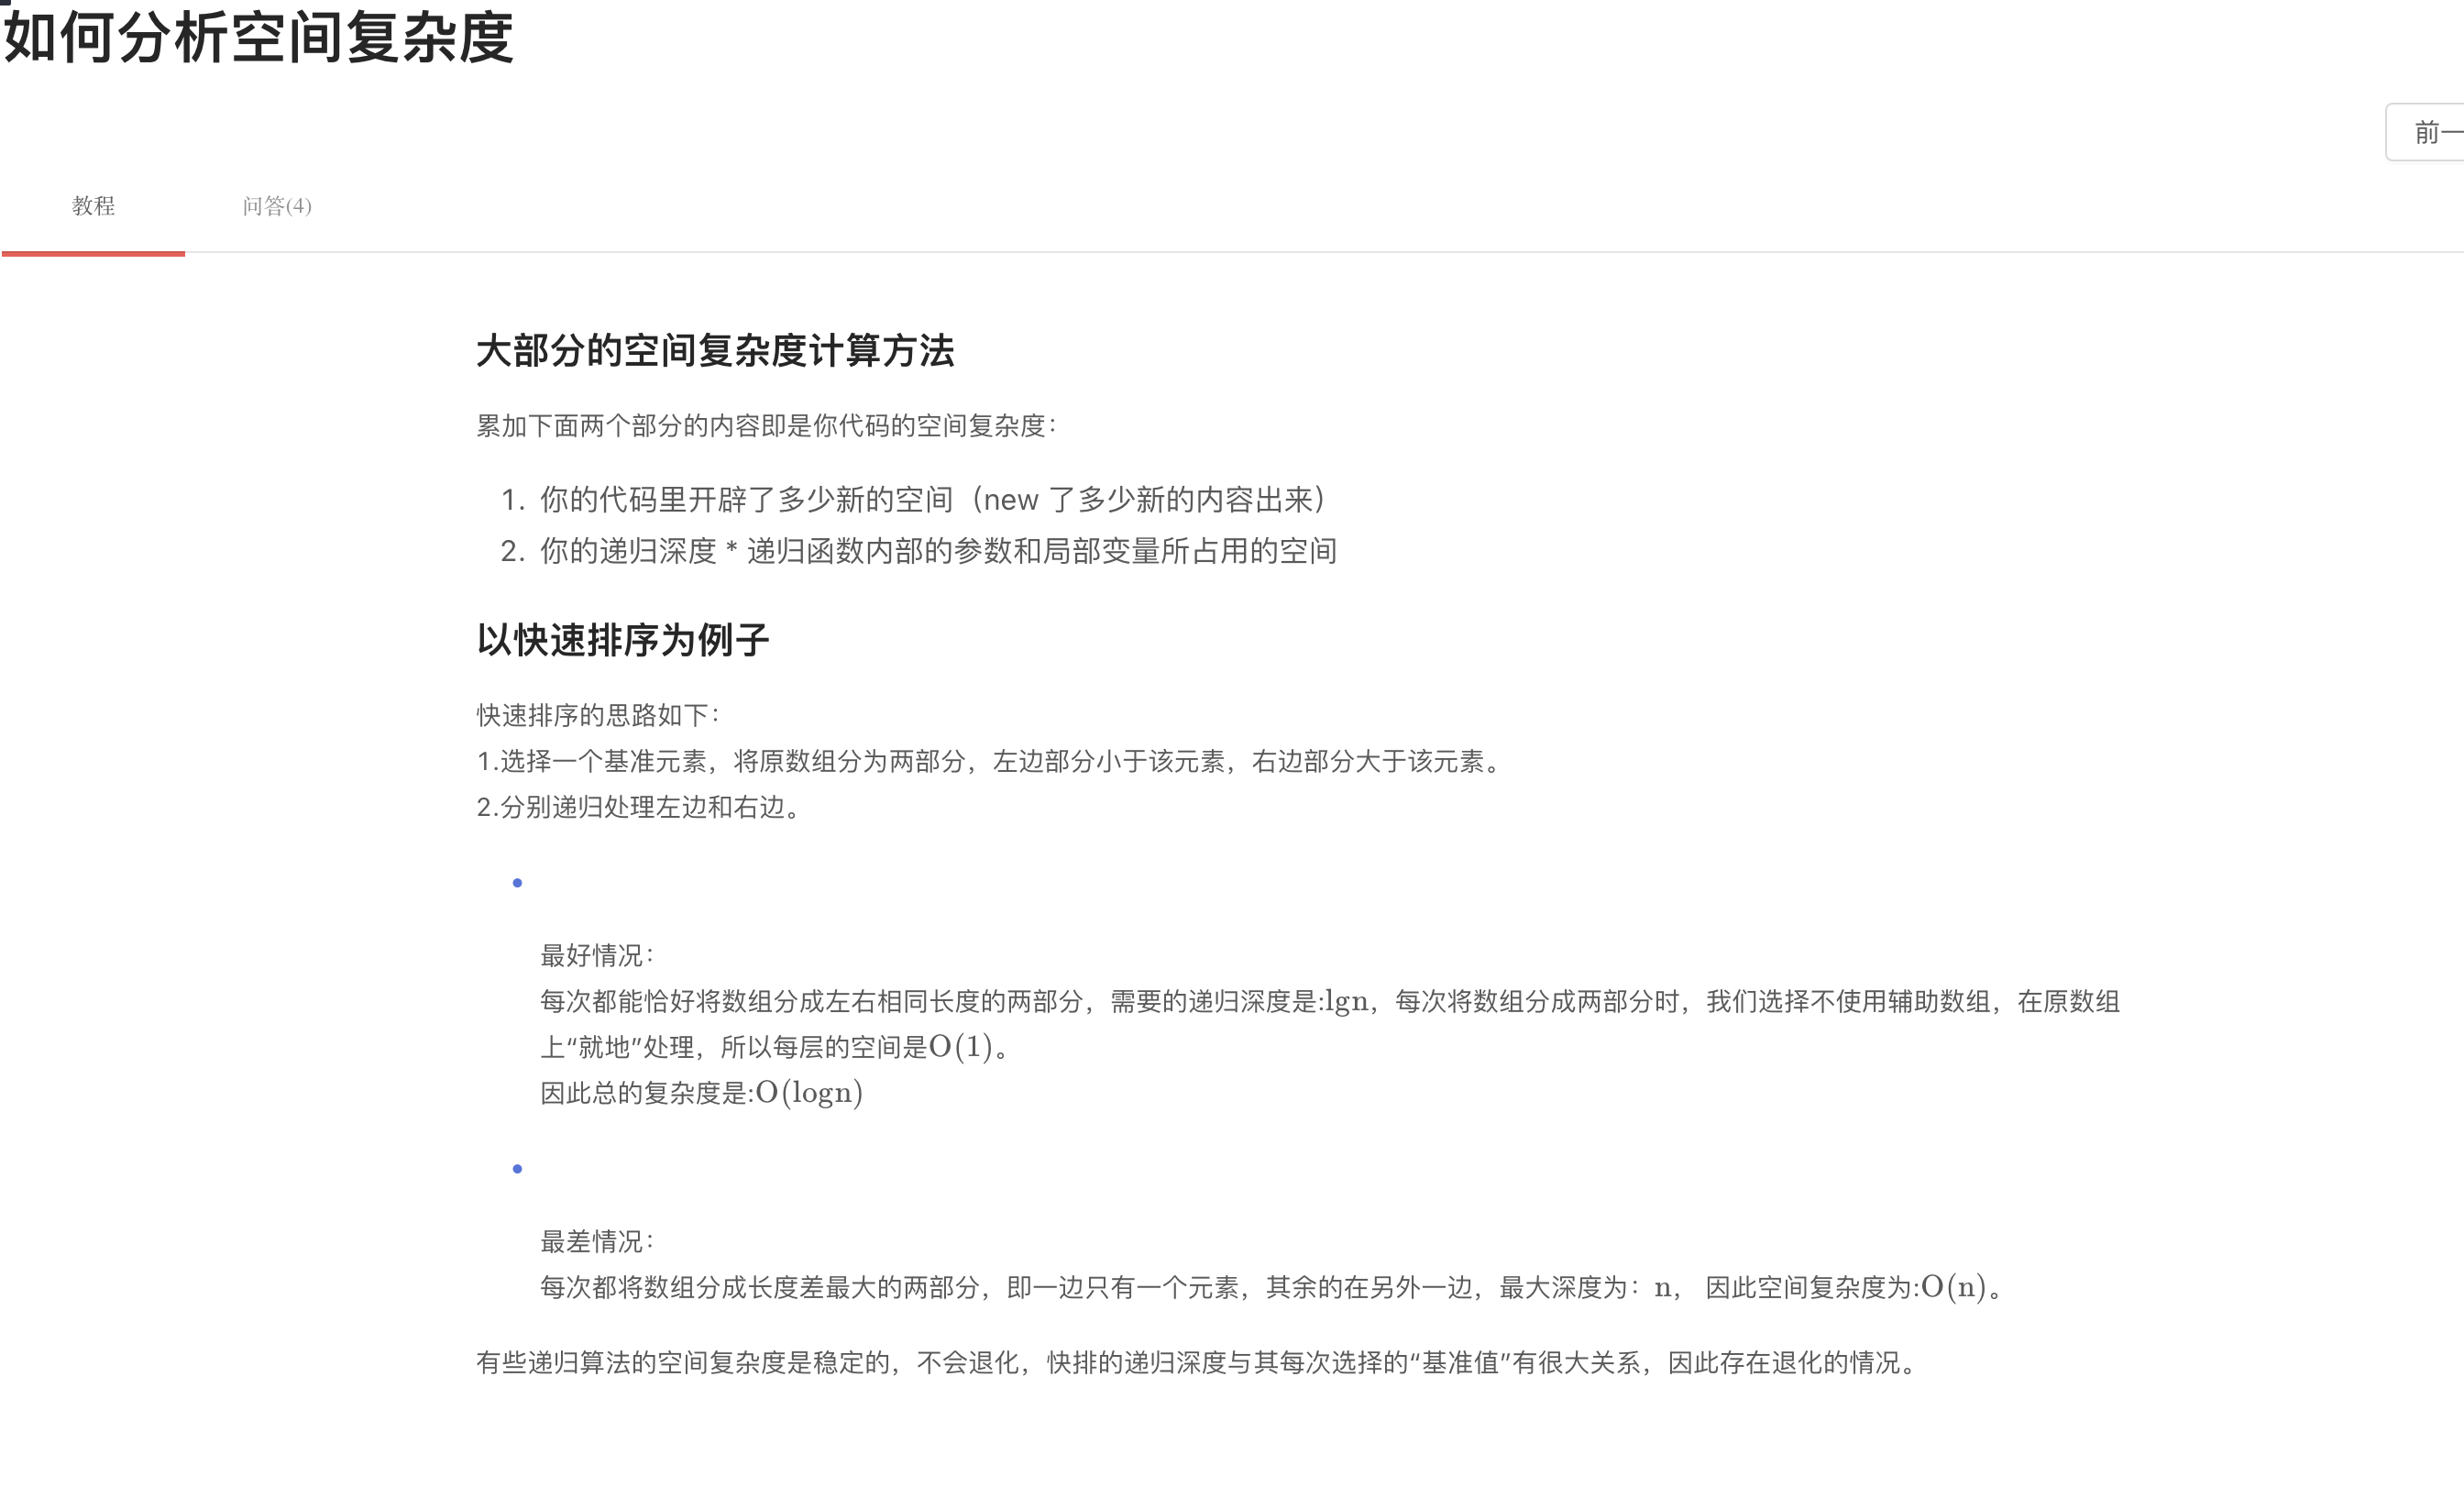 如何分析空间复杂度
前一
教程
问答(4)
大部分的空间复杂度计算方法
累加下面两个部分的内容即是你代码的空间复杂度：
1. 你的代码里开辟了多少新的空间（new 了多少新的内容出来）
2. 你的递归深度 * 递归函数内部的参数和局部变量所占用的空间
以快速排序为例子
快速排序的思路如下：
1.选择一个基准元素，将原数组分为两部分，左边部分小于该元素，右边部分大于该元素。
2.分别递归处理左边和右边。
最好情况：
每次都能恰好将数组分成左右相同长度的两部分，需要的递归深度是:lgn，每次将数组分成两部分时，我们选择不使用辅助数组，在原数组
上“就地”处理，所以每层的空间是O(1)。
因此总的复杂度是:O(logn)
最差情况：
每次都将数组分成长度差最大的两部分，即一边只有一个元素，其余的在另外一边，最大深度为：n， 因此空间复杂度为:O(n)。
有些递归算法的空间复杂度是稳定的，不会退化，快排的递归深度与其每次选择的“基准值”有很大关系，因此存在退化的情况。